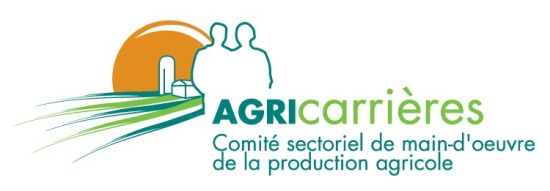 AGRIcarrières
Comité sectoriel de main-d'oeuvre
de la production agricole